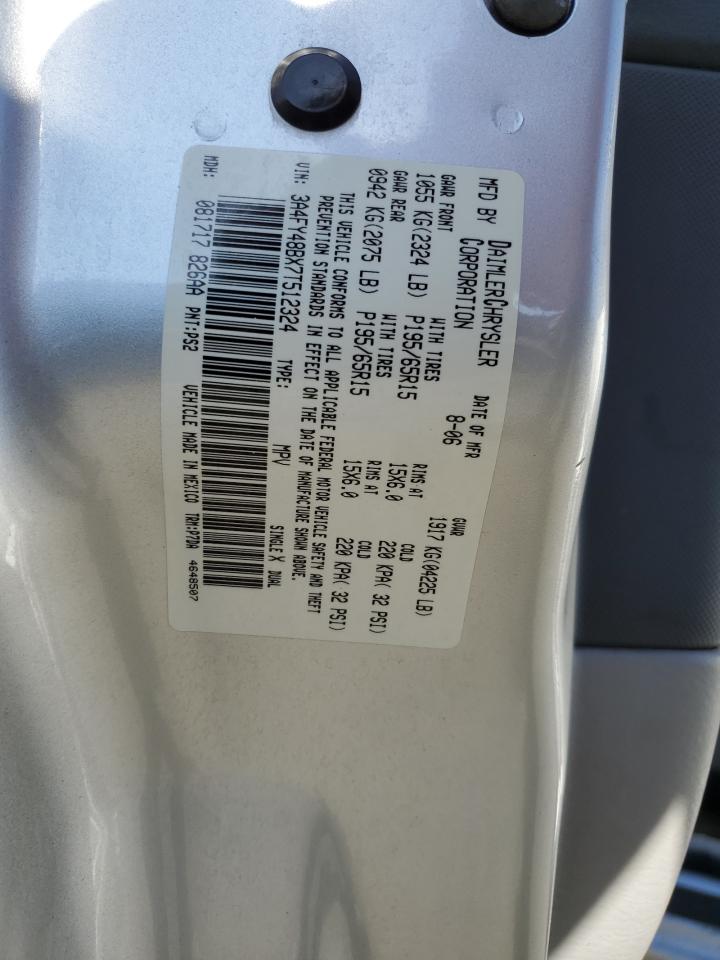 MFD BY DAIMLERCHRYSLER CORPORATION
DATE OF MFR 8-06
GVWR 1917 KG(04225 LB)
GAWR FRONT WITH TIRES RIMS AT COLD
1055 KG(2324 LB) P195/65R15 15X6.0 220 KPA( 32 PSI)
GAWR REAR WITH TIRES RIMS AT COLD
0942 KG(2075 LB) P195/65R15 15X6.0 220 KPA( 32 PSI)
THIS VEHICLE CONFORMS TO ALL APPLICABLE FEDERAL MOTOR VEHICLE SAFETY AND THEFT
PREVENTION STANDARDS IN EFFECT ON THE DATE OF MANUFACTURE SHOWN ABOVE.
VIN: 3A4FY48BX7T512324 TYPE: MPV SINGLE X DUAL
MDH: 081717 826AA PNT:PS2 VEHICLE MADE IN MEXICO TRM:P7DA 4648507